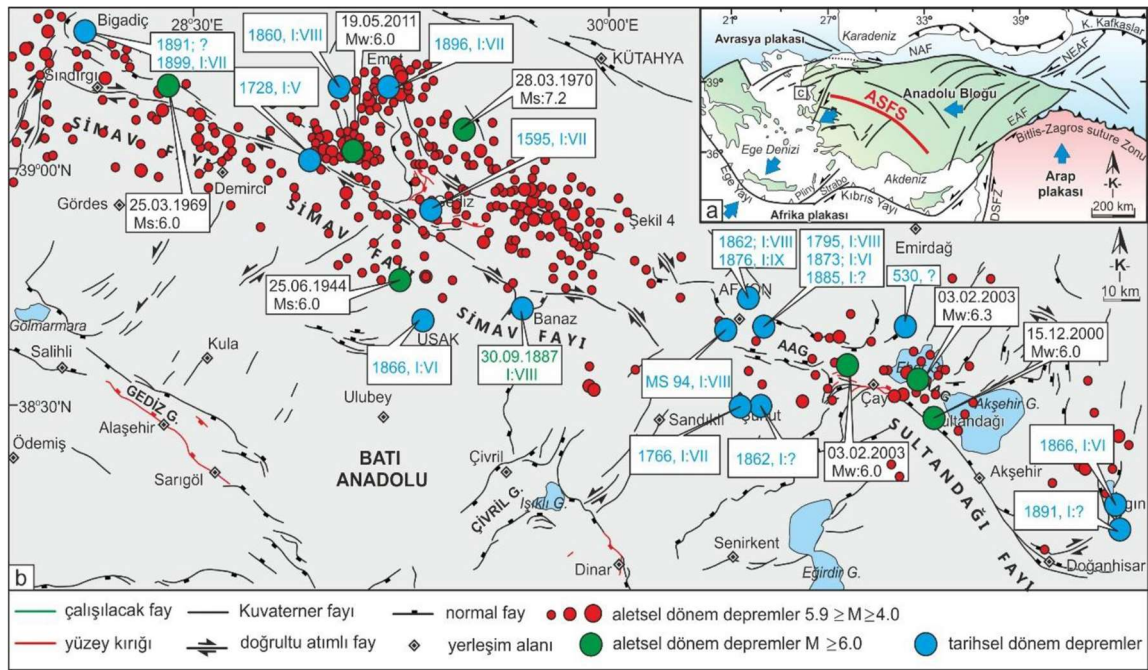 28°30'
30°00'
Bigadiç
1891; ?
1899, I:VII
1860, I:VIII
19.05.2011
Mw:6.0
1896, I:VII
KÜTAHYA
Sındırgı
1728, I:V
28.03.1970
Ms:7.2
1595, I:VII
SİMAV FAYI
39°00'N
Demirci
Gördes
25.03.1969
Ms:6.0
SİMAV FAYI
Gediz
Şekil 4
25.06.1944
Ms:6.0
Gölmarmara
Salihli
Kula
UŞAK
SİMAV FAYI
Banaz
1866, I:VI
30.09.1887
I:VIII
GEDİZ G.
Ulubey
38°30'N
Alaşehir
Ödemiş
Sarıgöl
BATI
ANADOLU
Çivril
ÇİVRİL G.
Işıklı G.
Dinar
21°
27°
33°
39°
Avrasya plakası
Karadeniz
K. Kafkaslar
NAF
NEAF
39°
c
ASFS
Anadolu Bloğu
EAF
Bitlis-Zagros suture Zonu
36°
Ege Denizi
Akdeniz
Ege Yayı
Pliny
Strabo
Kıbrıs Yayı
Arap
plakası
-K-
200 km
DSFZ
a
Afrika plakası
Emirdağ
1862; I:VIII
1876, I:IX
1795, I:VIII
1873; I:VI
1885, I:?
530, ?
03.02.2003
Mw:6.3
-K-
10 km
15.12.2000
Mw:6.0
AFYON
AAG
MS 94, I:VIII
Çay
Akşehir G.
Sultandağı
Sandıklı
Şuhut
1766, I:VII
1862, I:?
03.02.2003
Mw:6.0
SULTANDAĞI FAYI
Akşehir
1866, I:VI
1891, I:?
Senirkent
Eğirdir G.
Doğanhisar
b
çalışılacak fay
Kuvaterner fayı
normal fay
aletsel dönem depremler 5.9 ≥ M ≥ 4.0
yüzey kırığı
doğrultu atımlı fay
yerleşim alanı
aletsel dönem depremler M ≥6.0
tarihsel dönem depremler